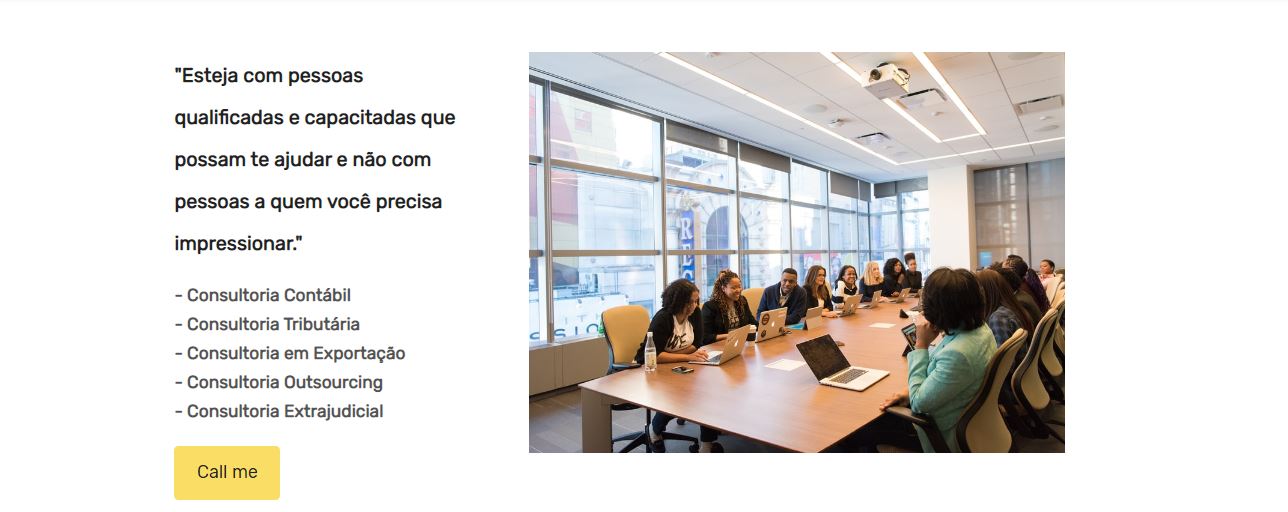 "Esteja com pessoas
qualificadas e capacitadas que
possam te ajudar e não com
pessoas a quem você precisa
impressionar."
- Consultoria Contábil
- Consultoria Tributária
- Consultoria em Exportação
- Consultoria Outsourcing
- Consultoria Extrajudicial
Call me